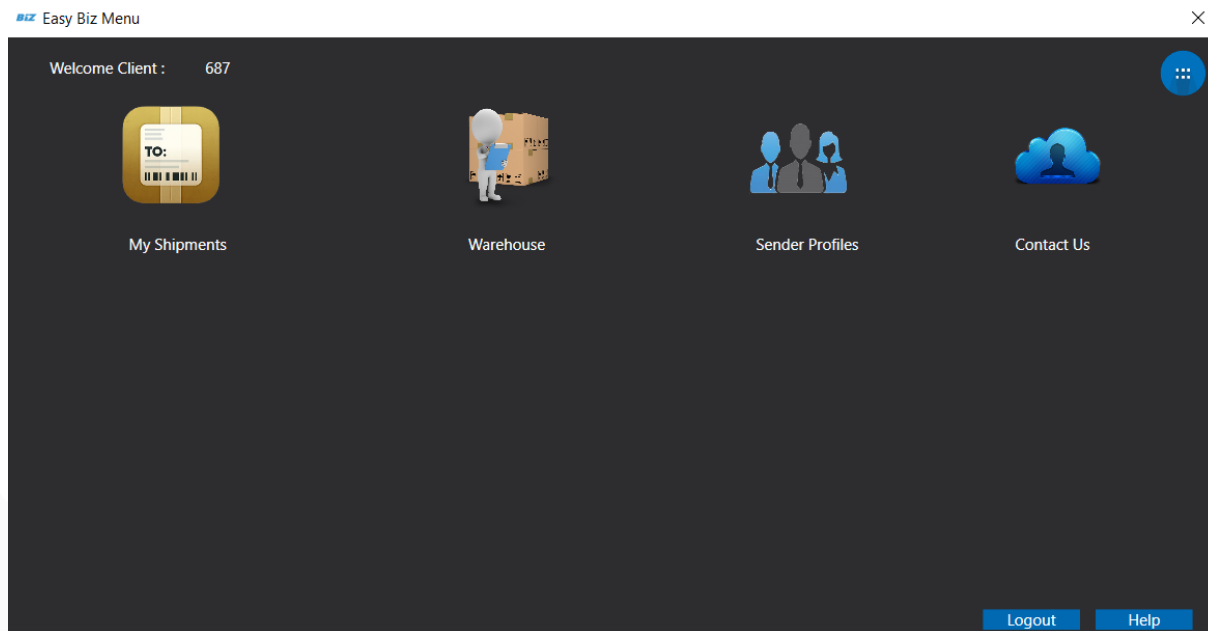 BiZ Easy Biz Menu
Welcome Client : 687
TO:
My Shipments
Warehouse
Sender Profiles
Contact Us
Logout
Help